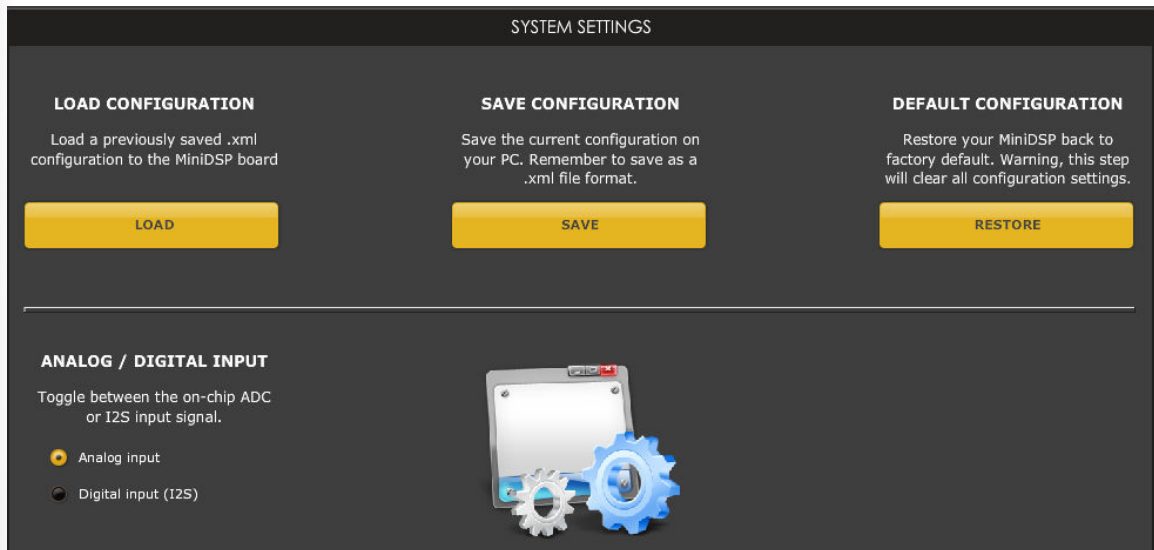 SYSTEM SETTINGS
LOAD CONFIGURATION
Load a previously saved .xml
configuration to the MiniDSP board
LOAD
SAVE CONFIGURATION
Save the current configuration on
your PC. Remember to save as a
.xml file format.
SAVE
DEFAULT CONFIGURATION
Restore your MiniDSP back to
factory default. Warning, this step
will clear all configuration settings.
RESTORE
ANALOG / DIGITAL INPUT
Toggle between the on-chip ADC
or I2S input signal.
Analog input
Digital input (I2S)